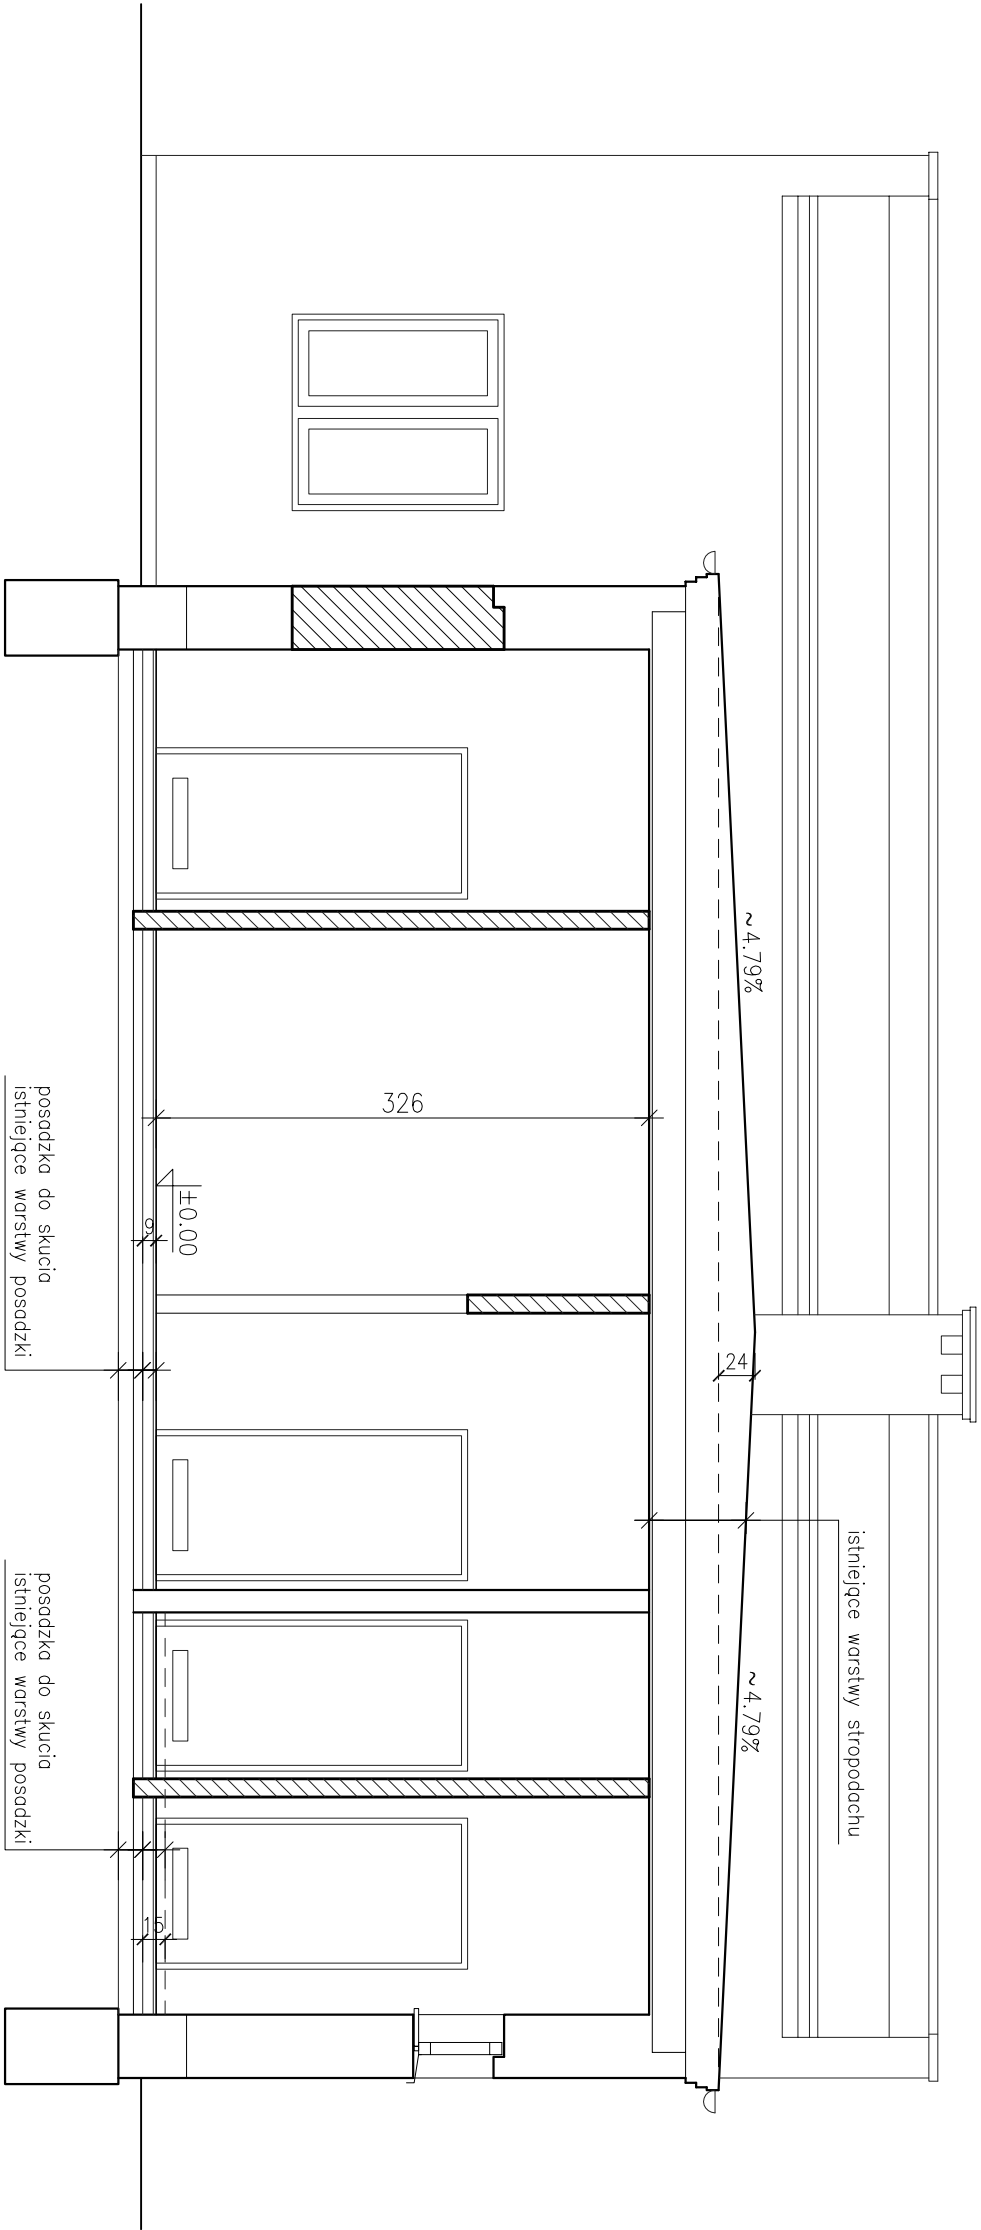 istniejące warstwy stropodachu
~4.79%
~4.79%
24
326
±0.00
9
15
posadzka do skucia
istniejące warstwy posadzki
posadzka do skucia
istniejące warstwy posadzki